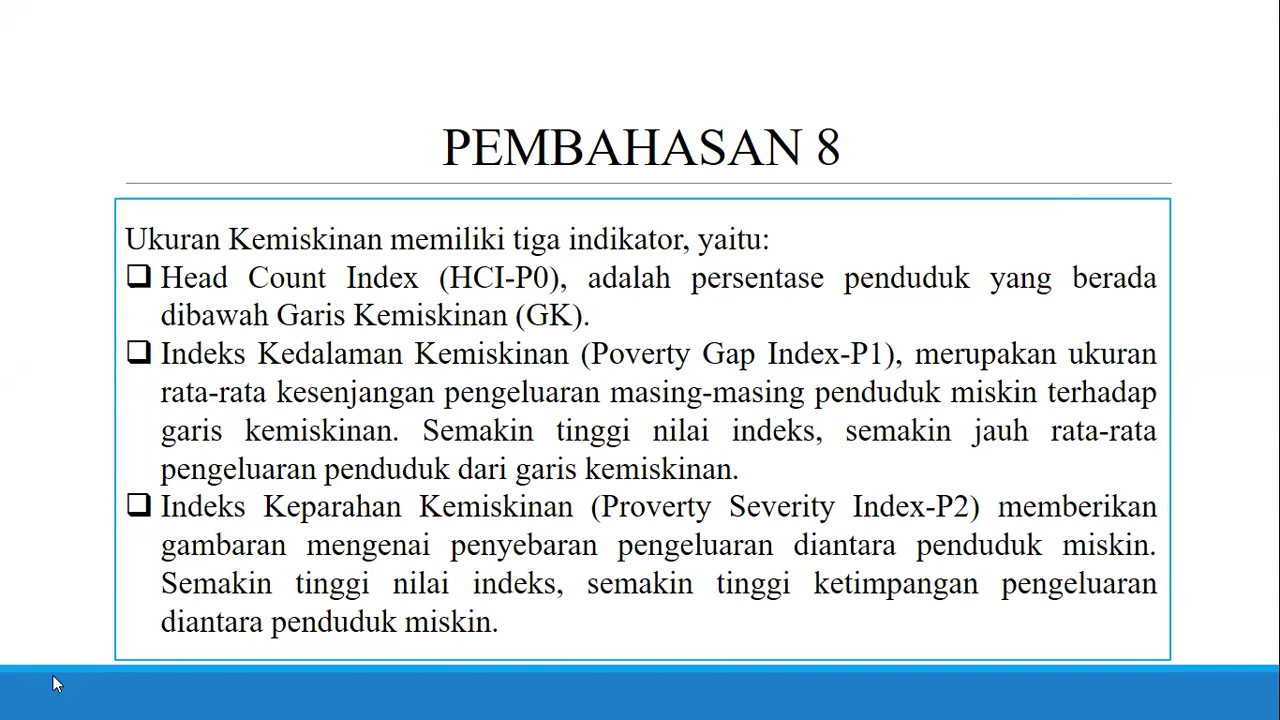 PEMBAHASAN 8
Ukuran Kemiskinan memiliki tiga indikator, yaitu:
Head Count Index (HCI-P0), adalah persentase penduduk yang berada
dibawah Garis Kemiskinan (GK).
Indeks Kedalaman Kemiskinan (Poverty Gap Index-P1), merupakan ukuran
rata-rata kesenjangan pengeluaran masing-masing penduduk miskin terhadap
garis kemiskinan. Semakin tinggi nilai indeks, semakin jauh rata-rata
pengeluaran penduduk dari garis kemiskinan.
Indeks Keparahan Kemiskinan (Proverty Severity Index-P2) memberikan
gambaran mengenai penyebaran pengeluaran diantara penduduk miskin.
Semakin tinggi nilai indeks, semakin tinggi ketimpangan pengeluaran
diantara penduduk miskin.